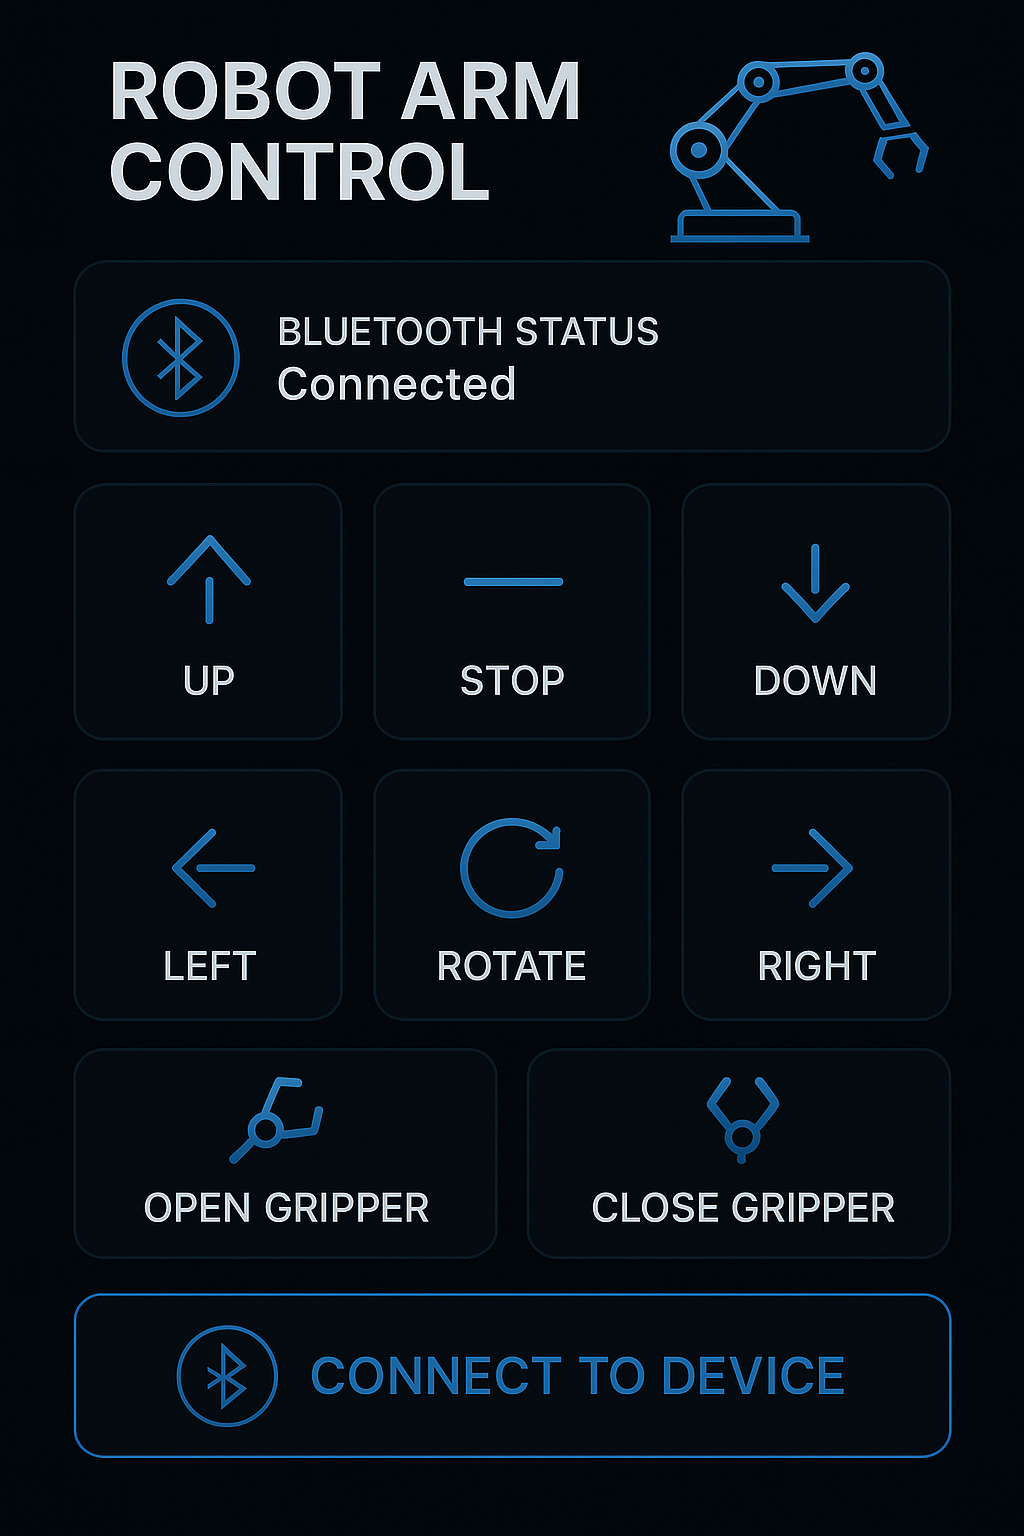 ROBOT ARM
CONTROL
BLUETOOTH STATUS
Connected
UP
STOP
DOWN
LEFT
ROTATE
RIGHT
OPEN GRIPPER
CLOSE GRIPPER
CONNECT TO DEVICE